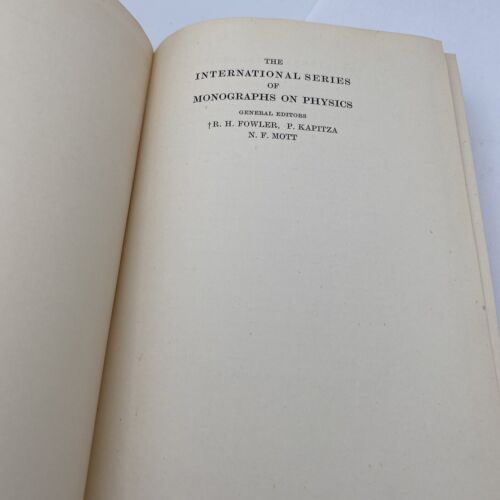 THE
INTERNATIONAL SERIES
OF
MONOGRAPHS ON PHYSICS
GENERAL EDITORS
†R. H. FOWLER, P. KAPITZA
N. F. MOTT